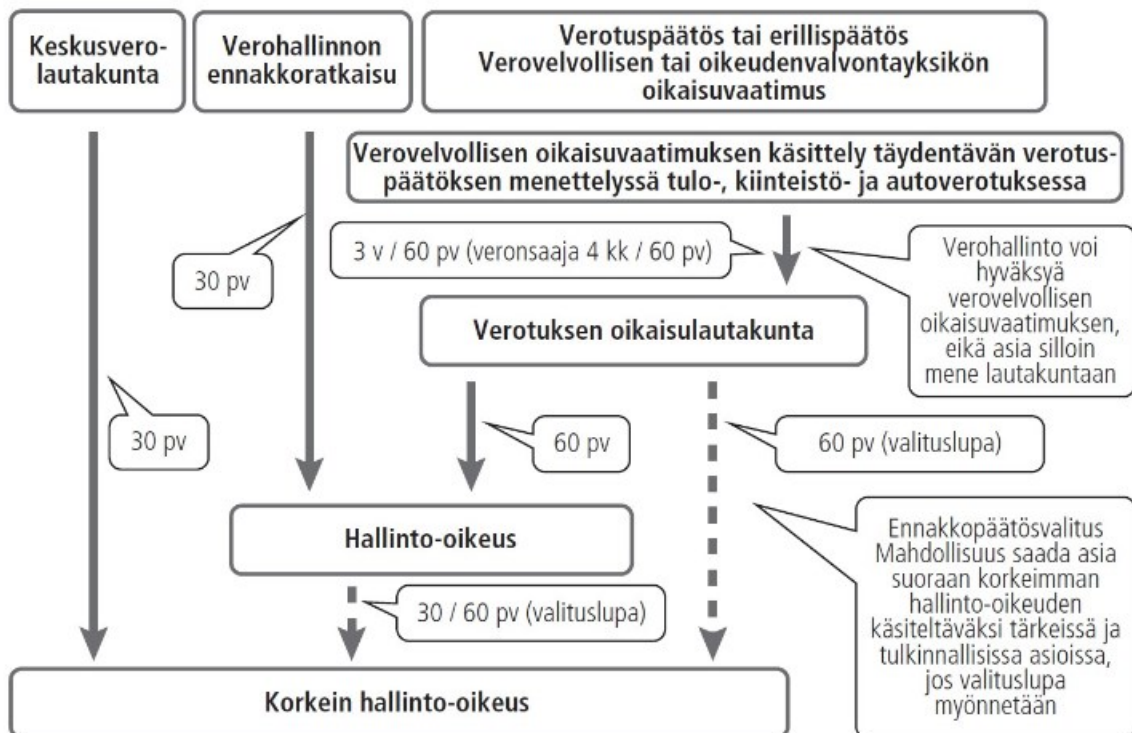 Keskusvero-
lautakunta
Verohallinnon
ennakkoratkaisu
Verotuspäätös tai erillispäätös
Verovelvollisen tai oikeudenvalvontayksikön
oikaisuvaatimus
Verovelvollisen oikaisuvaatimuksen käsittely täydentävän verotus-
päätöksen menettelyssä tulo-, kiinteistö- ja autoverotuksessa
3 v / 60 pv (veronsaaja 4 kk / 60 pv)
30 pv
Verohallinto voi
hyväksyä
verovelvollisen
oikaisuvaatimuksen,
eikä asia silloin
mene lautakuntaan
Verotuksen oikaisulautakunta
30 pv
60 pv
60 pv (valituslupa)
Hallinto-oikeus
Ennakkopäätösvalitus
Mahdollisuus saada asia
suoraan korkeimman
hallinto-oikeuden
käsiteltäväksi tärkeissä ja
tulkinnallisissa asioissa,
jos valituslupa
myönnetään
30 / 60 pv (valituslupa)
Korkein hallinto-oikeus